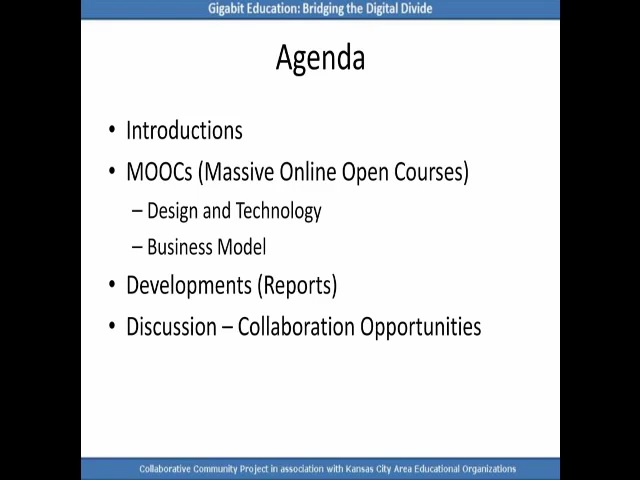 Gigabit Education: Bridging the Digital Divide
Agenda
• Introductions
• MOOCs (Massive Online Open Courses)
– Design and Technology
– Business Model
• Developments (Reports)
• Discussion – Collaboration Opportunities
Collaborative Community Project in association with Kansas City Area Educational Organizations